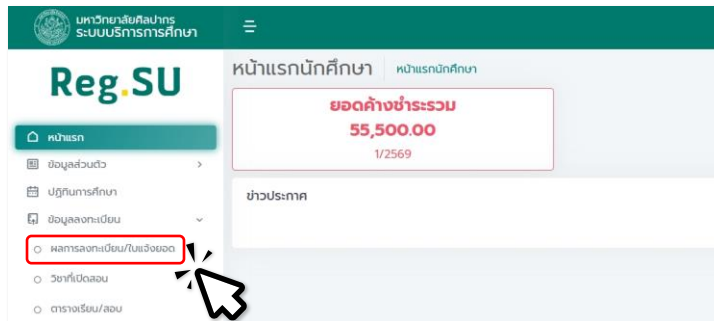 มหาวิทยาลัยศิลปากร
ระบบบริการการศึกษา
Reg.SU
หน้าแรก
ข้อมูลส่วนตัว
ปฏิทินการศึกษา
ข้อมูลลงทะเบียน
ผลการลงทะเบียน/ใบแจ้งยอด
วิชาที่เปิดสอน
ตารางเรียน/สอบ
หน้าแรกนักศึกษา หน้าแรกนักศึกษา
ยอดค้างชำระรวม
55,500.00
1/2569
ข่าวประกาศ